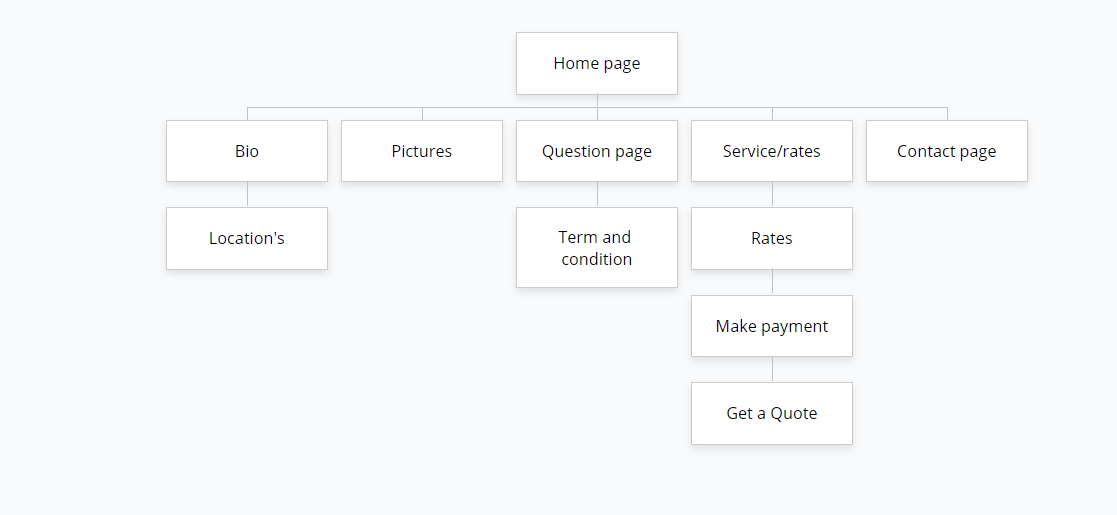 Home page
Bio
Pictures
Question page
Service/rates
Contact page
Location's
Term and
condition
Rates
Make payment
Get a Quote